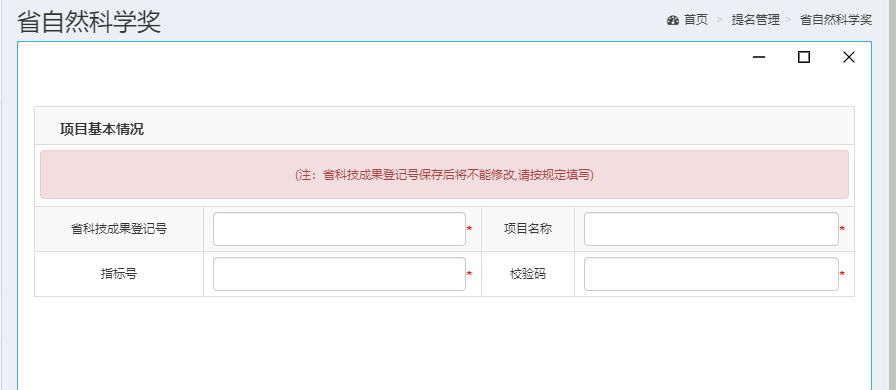 省自然科学奖
首页 > 提名管理 > 省自然科学奖
项目基本情况
(注：省科技成果登记号保存后将不能修改,请按规定填写)
省科技成果登记号 * 项目名称 *
指标号 * 校验码 *